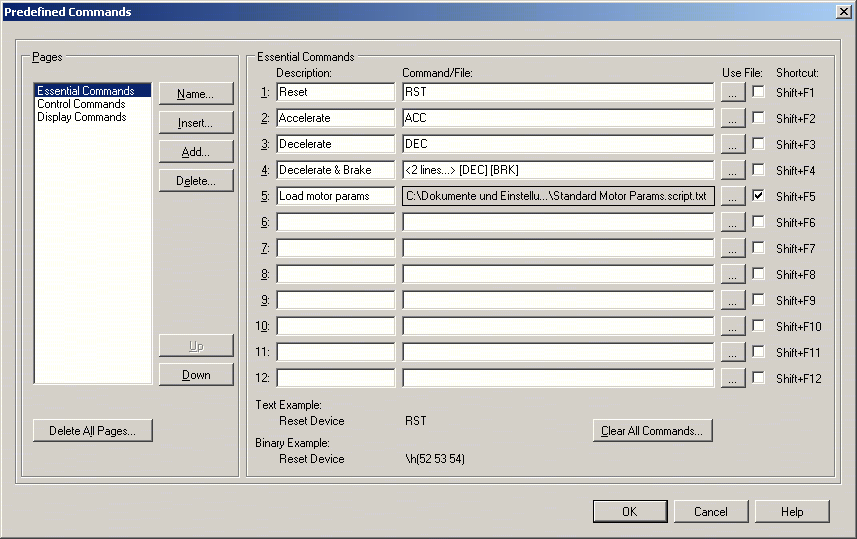 Predefined Commands
Pages
Essential Commands
Control Commands
Display Commands
Name...
Insert...
Add...
Delete...
Up
Down
Delete All Pages...
Essential Commands
Description: Command/File: Use File: Shortcut:
1: Reset RST ... Shift+F1
2: Accelerate ACC ... Shift+F2
3: Decelerate DEC ... Shift+F3
4: Decelerate & Brake <2 lines...> [DEC] [BRK] ... Shift+F4
5: Load motor params C:\Dokumente und Einstellu...\Standard Motor Params.script.txt ... Shift+F5
6: ... Shift+F6
7: ... Shift+F7
8: ... Shift+F8
9: ... Shift+F9
10: ... Shift+F10
11: ... Shift+F11
12: ... Shift+F12
Text Example:
Reset Device RST
Clear All Commands...
Binary Example:
Reset Device \h(52 53 54)
OK Cancel Help